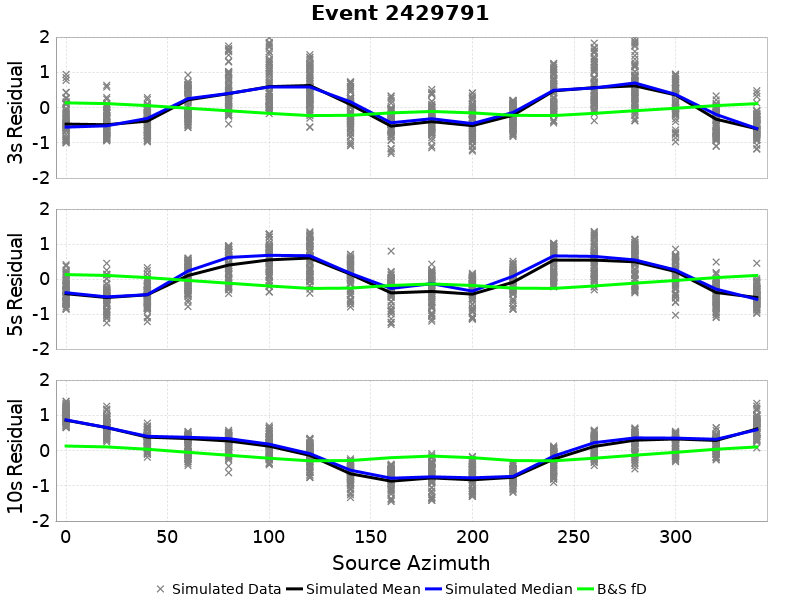 Event 2429791
3s Residual
2
1
0
-1
-2
5s Residual
2
1
0
-1
-2
10s Residual
2
1
0
-1
-2
0 50 100 150 200 250 300
Source Azimuth
Simulated Data Simulated Mean Simulated Median B&S fD